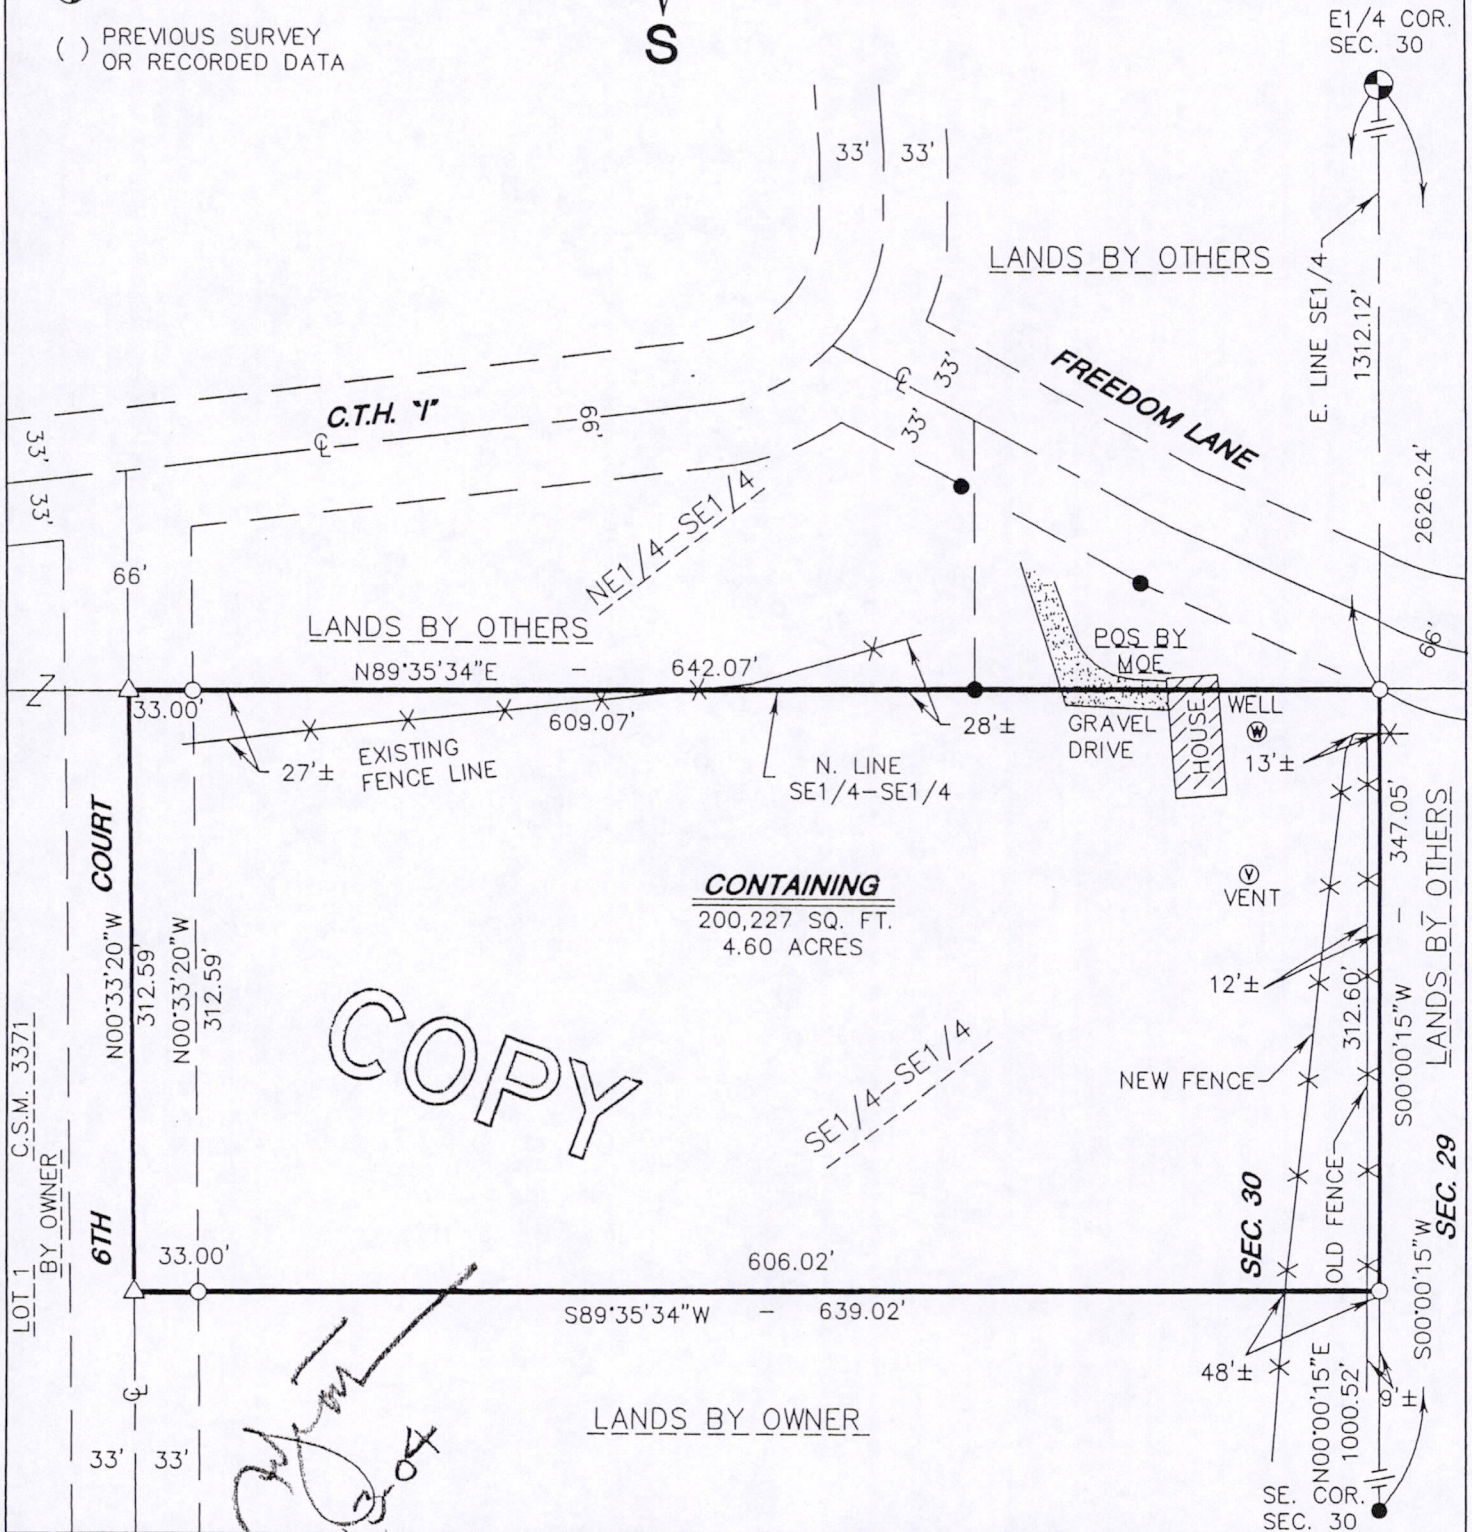 ( ) PREVIOUS SURVEY
OR RECORDED DATA
S
E1/4 COR.
SEC. 30
33'
33'
LANDS BY OTHERS
E. LINE SE1/4
1312.12'
2626.24'
FREEDOM LANE
33'
℄
33'
C.T.H. "I"
℄
66'
33'
33'
66'
NE1/4-SE1/4
LANDS BY OTHERS
N89°35'34"E - 642.07'
POS BY
MOE
66'
33.00'
609.07'
EXISTING
FENCE LINE
27'±
28'±
N. LINE
SE1/4-SE1/4
GRAVEL
DRIVE
HOUSE
WELL
W
13'±
347.05'
LANDS BY OTHERS
6TH COURT
N00°33'20"W
312.59'
N00°33'20"W
312.59'
CONTAINING
200,227 SQ. FT.
4.60 ACRES
V
VENT
12'±
312.60'
S00°00'15"W -
NEW FENCE
COPY
SE1/4-SE1/4
LOT 1 C.S.M. 3371
BY OWNER
SEC. 30
OLD FENCE
SEC. 29
33.00'
606.02'
S89°35'34"W - 639.02'
S00°00'15"W
48'±
N00°00'15"E
1000.52'
9'±
℄
LANDS BY OWNER
33'
33'
SE. COR.
SEC. 30